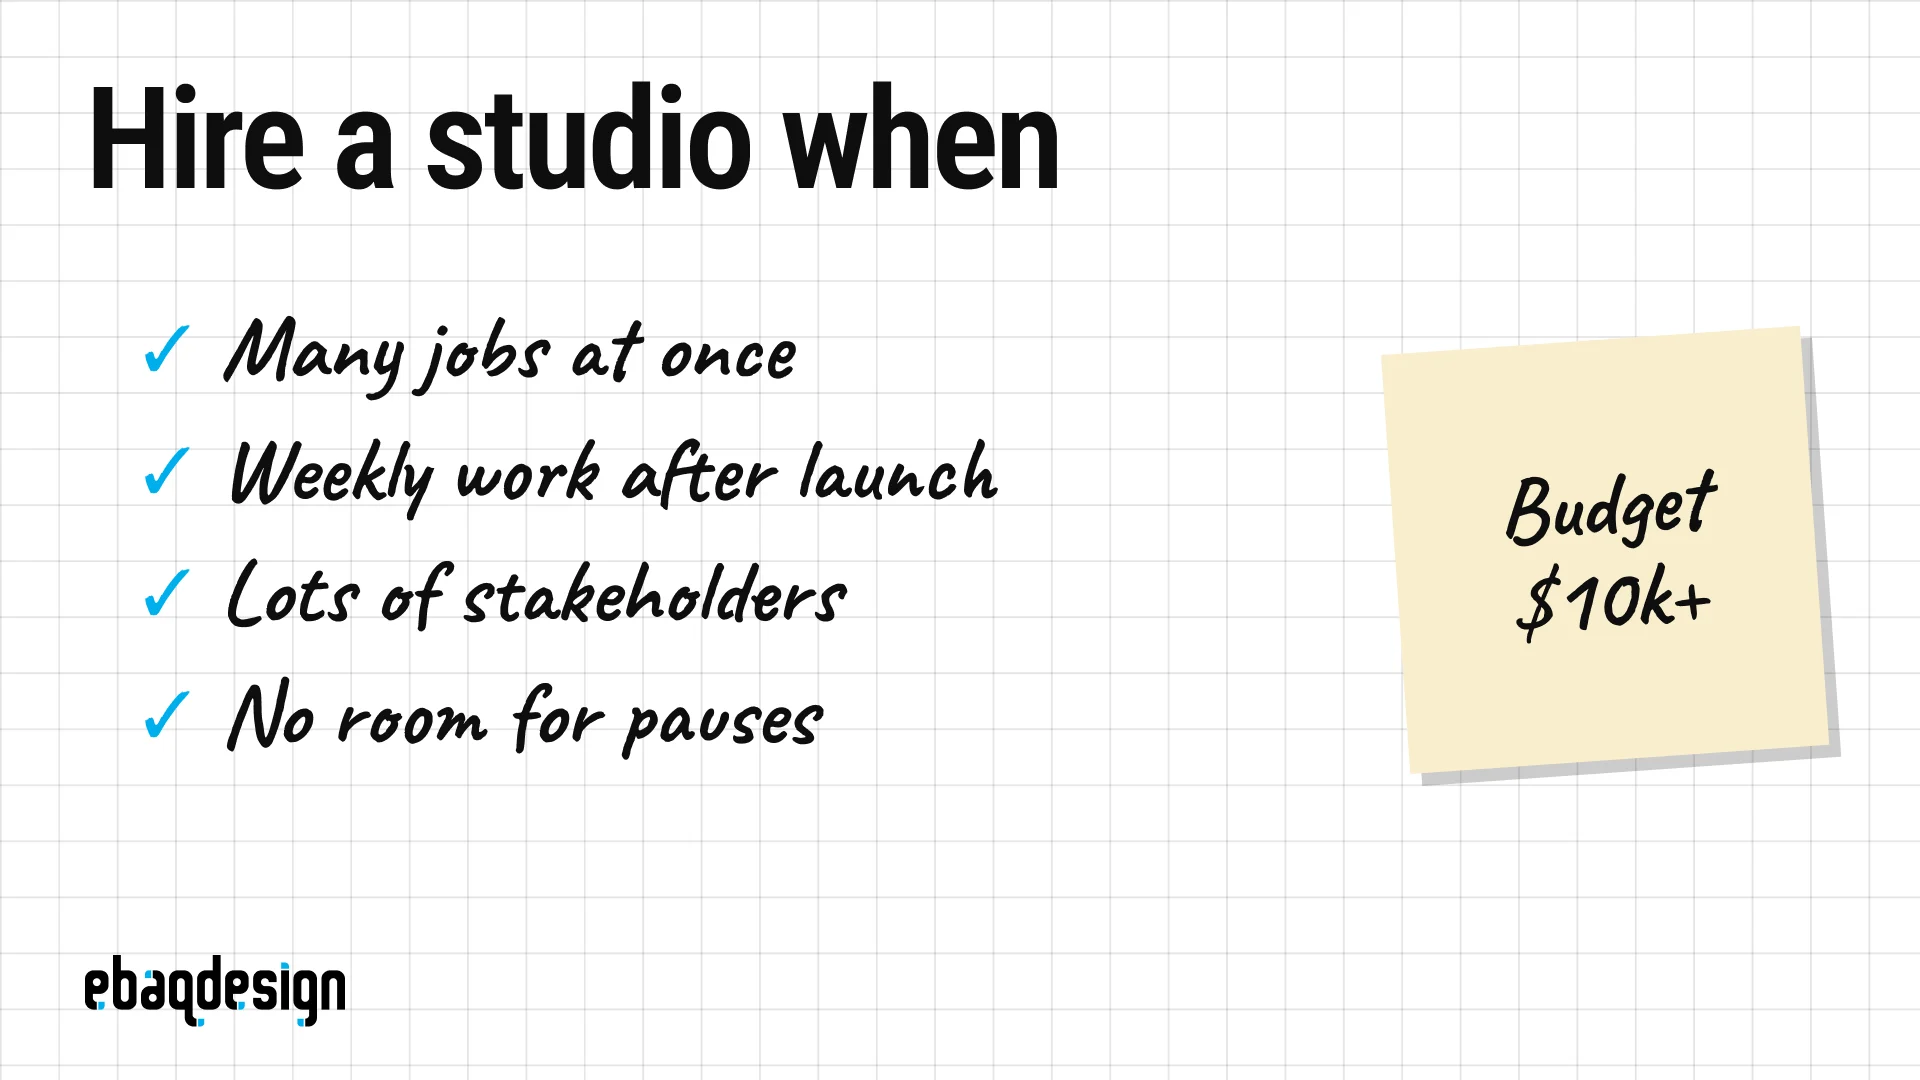 Hire a studio when
✓ Many jobs at once
✓ Weekly work after launch
✓ Lots of stakeholders
✓ No room for pauses
Budget
$10k+
ebaqdesign